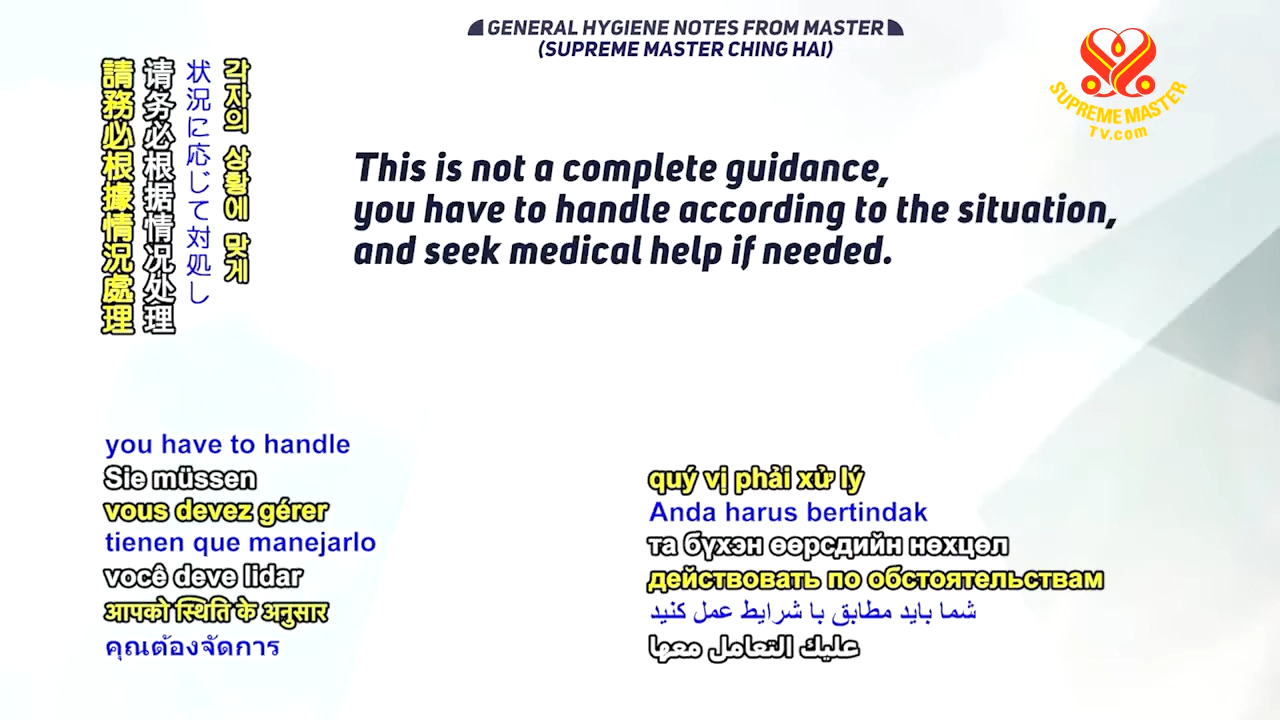 GENERAL HYGIENE NOTES FROM MASTER
(SUPREME MASTER CHING HAI)
SUPREME MASTER
TV.com
請務必根據情況處理
请务必根据情况处理
状況に応じて対処し
각자의 상황에 맞게
This is not a complete guidance,
you have to handle according to the situation,
and seek medical help if needed.
you have to handle
Sie müssen
vous devez gérer
tienen que manejarlo
você deve lidar
आपको स्थिति के अनुसार
คุณต้องจัดการ
quý vị phải xử lý
Anda harus bertindak
та бүхэн өөрсдийн нөхцөл
действовать по обстоятельствам
شما باید مطابق با شرایط عمل کنید
عليك التعامل معها